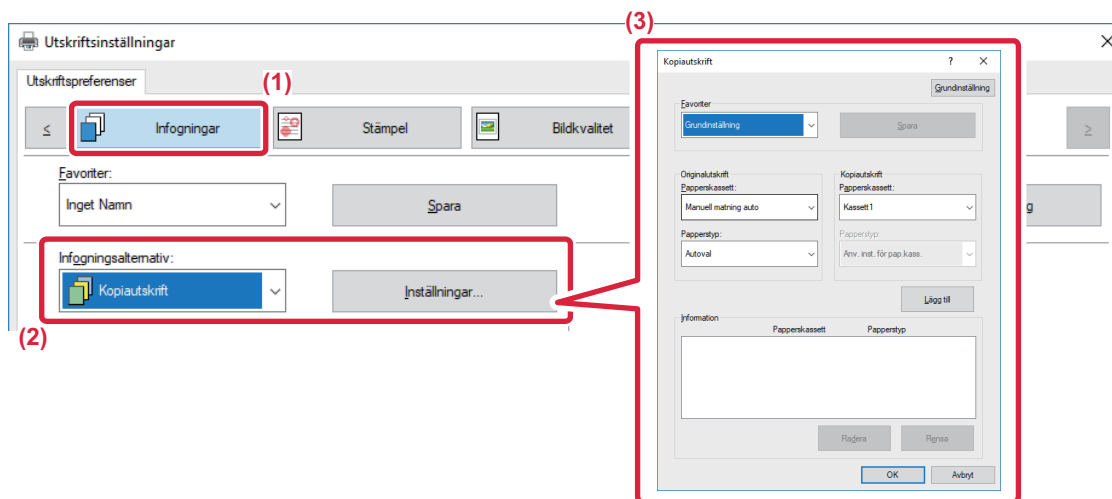 (3)
Utskriftsinställningar
Utskriftspreferenser
(1)
<
Infogningar
Stämpel
Bildkvalitet
>
Favoriter:
Inget Namn
Spara
g
Infogningsalternativ:
Kopiautskrift
Inställningar...
(2)
Kopiautskrift
?
Grundinställning
Favoriter
Grundinställning
Spara
Originalutskrift
Kopiautskrift
Papperskassett:
Papperskassett:
Manuell matning auto
Kassett1
Papperstyp:
Papperstyp:
Autoval
Anv. inst. för pap.kass.
Lägg till
Information
Papperskassett Papperstyp
Radera
Rensa
OK
Avbryt